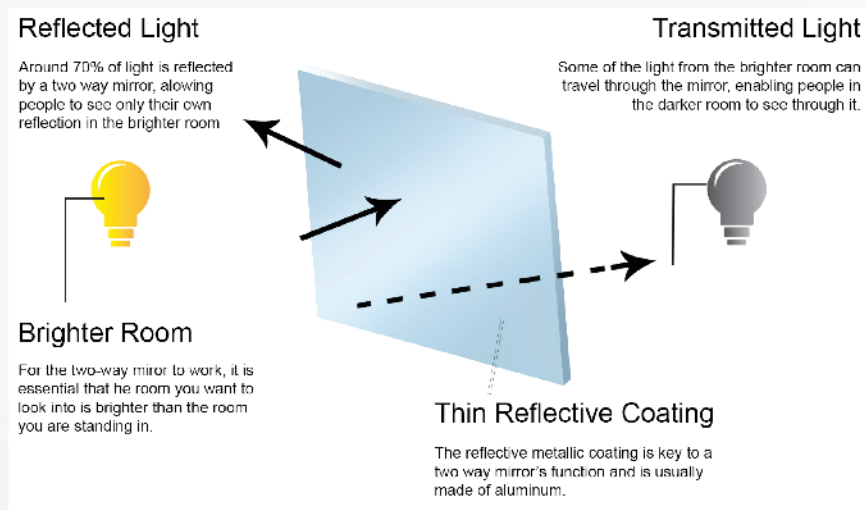 Reflected Light
Around 70% of light is reflected
by a two way mirror, alowing
people to see only their own
reflection in the brighter room
Transmitted Light
Some of the light from the brighter room can
travel through the mirror, enabling people in
the darker room to see through it.
Brighter Room
For the two-way miror to work, it is
essential that he room you want to
look into is brighter than the room
you are standing in.
Thin Reflective Coating
The reflective metallic coating is key to a
two way mirror's function and is usually
made of aluminum.